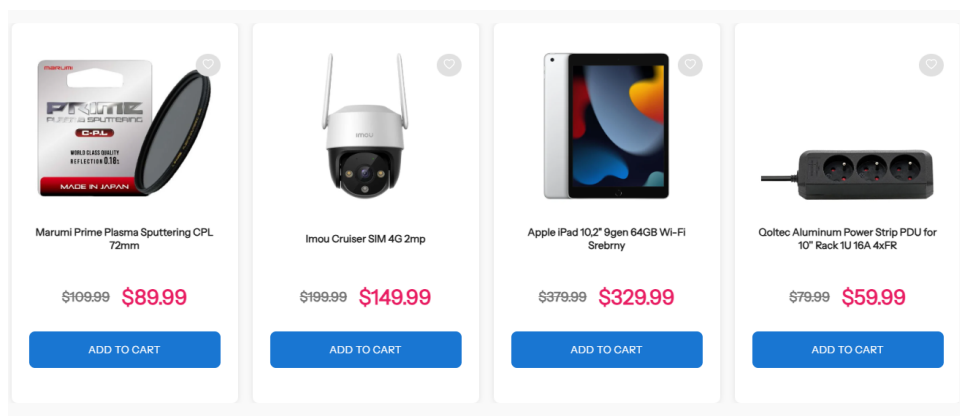 marumi
PRIME
PLASMA SPUTTERING
C-P.L
WORLD CLASS QUALITY
REFLECTION 0.18%
MADE IN JAPAN
imou
Marumi Prime Plasma Sputtering CPL
72mm
Imou Cruiser SIM 4G 2mp
Apple iPad 10,2" 9gen 64GB Wi-Fi
Srebrny
Qoltec Aluminum Power Strip PDU for
10" Rack 1U 16A 4xFR
$109.99 $89.99
$199.99 $149.99
$379.99 $329.99
$79.99 $59.99
ADD TO CART
ADD TO CART
ADD TO CART
ADD TO CART